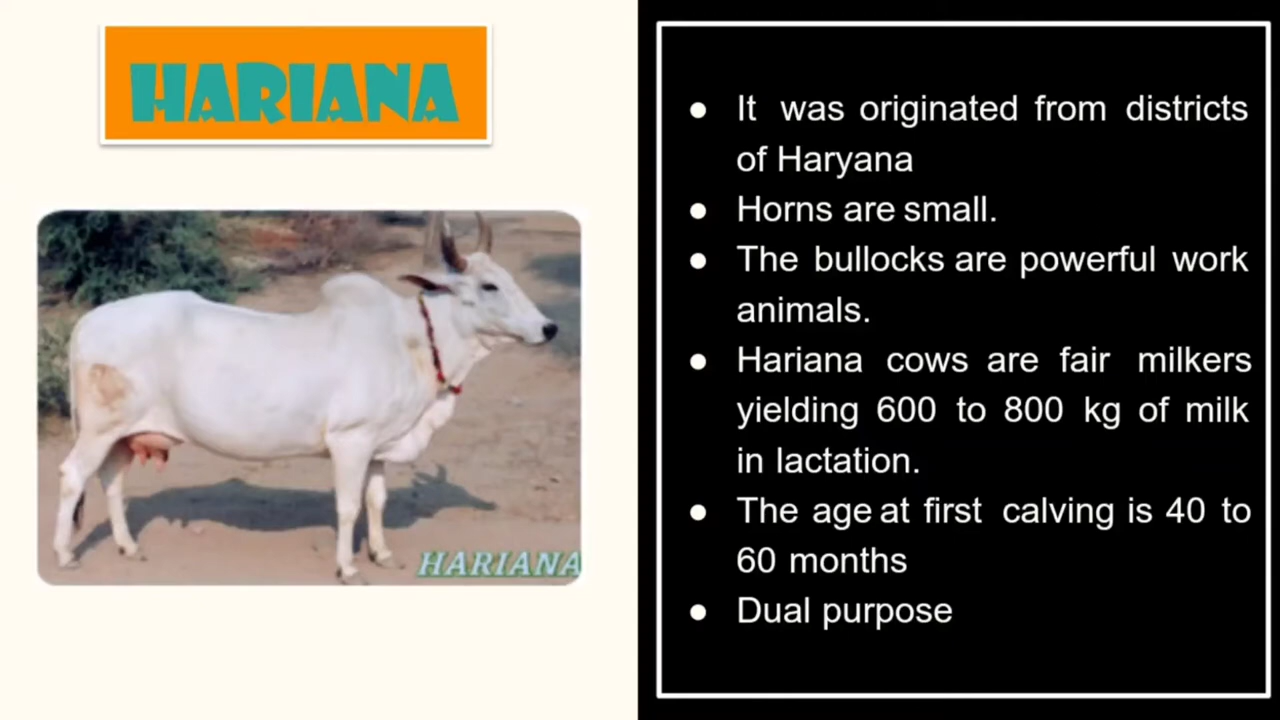 HARIANA
HARIANA
● It was originated from districts
of Haryana
● Horns are small.
● The bullocks are powerful work
animals.
● Hariana cows are fair milkers
yielding 600 to 800 kg of milk
in lactation.
● The age at first calving is 40 to
60 months
● Dual purpose